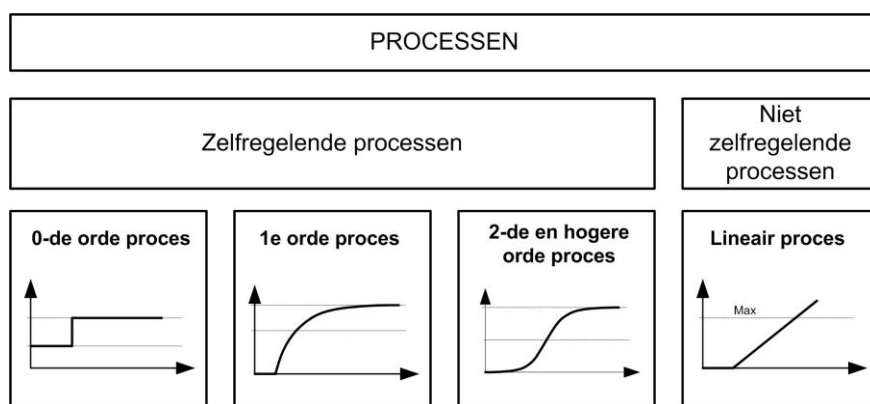 PROCESSEN
Zelfregelende processen
Niet
zelfregelende
processen
0-de orde proces
1e orde proces
2-de en hogere
orde proces
Lineair proces
Max